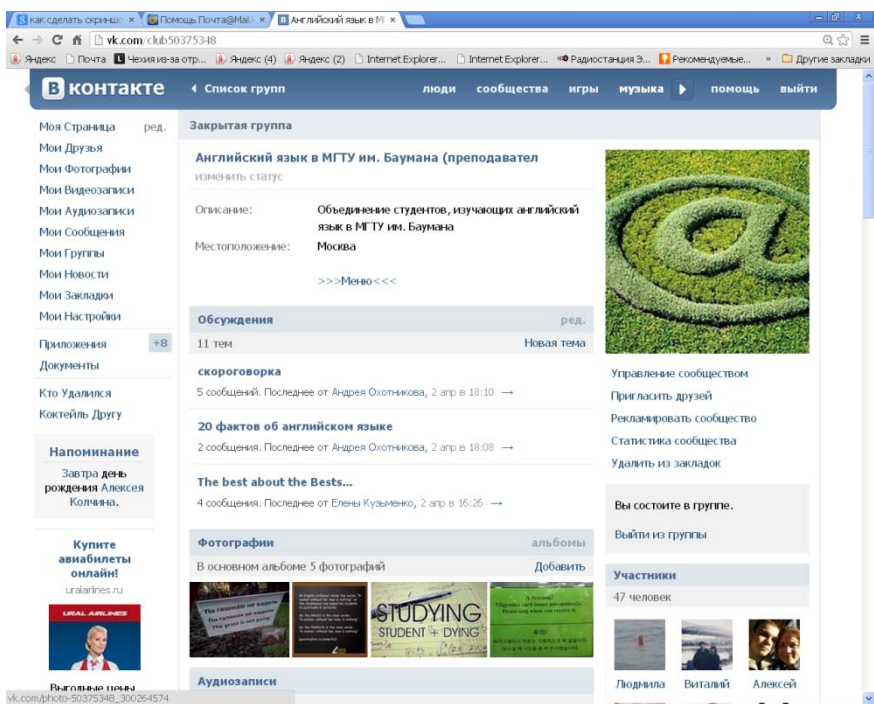 как сделать скриншо
Помощь Почта@Mail.
Английский язык в М
vk.com/club50375348
Яндекс Почта Чехия из-за отр... Яндекс (4) Яндекс (2) Internet Explorer... Internet Explorer... Радиостанция Э... Рекомендуемые... » Другие закладки
В контакте
Список групп
люди сообщества игры музыка помощь выйти
Моя Страница ред.
Мои Друзья
Мои Фотографии
Мои Видеозаписи
Мои Аудиозаписи
Мои Сообщения
Мои Группы
Мои Новости
Мои Закладки
Мои Настройки
Приложения +8
Документы
Кто Удалился
Коктейль Другу
Напоминание
Завтра день
рождения Алексея
Колчина.
Купите
авиабилеты
онлайн!
uralairlines.ru
URAL AIRLINES
Выгодные цены
Закрытая группа
Английский язык в МГТУ им. Баумана (преподавател
изменить статус
Описание: Объединение студентов, изучающих английский
язык в МГТУ им. Баумана
Местоположение: Москва
>>>Меню<<<
Обсуждения ред.
11 тем Новая тема
скороговорка
5 сообщений. Последнее от Андрея Охотникова, 2 апр в 18:10 →
20 фактов об английском языке
2 сообщения. Последнее от Андрея Охотникова, 2 апр в 18:08 →
The best about the Bests...
4 сообщения. Последнее от Елены Кузьменко, 2 апр в 16:26 →
Фотографии альбомы
В основном альбоме 5 фотографий Добавить
По газонам не ходить
STUDYING
STUDENT + DYING
Аудиозаписи
@
Управление сообществом
Пригласить друзей
Рекламировать сообщество
Статистика сообщества
Удалить из закладок
Вы состоите в группе.
Выйти из группы
Участники
47 человек
Людмила Виталий Алексей
vk.com/photo-50375348_300264574